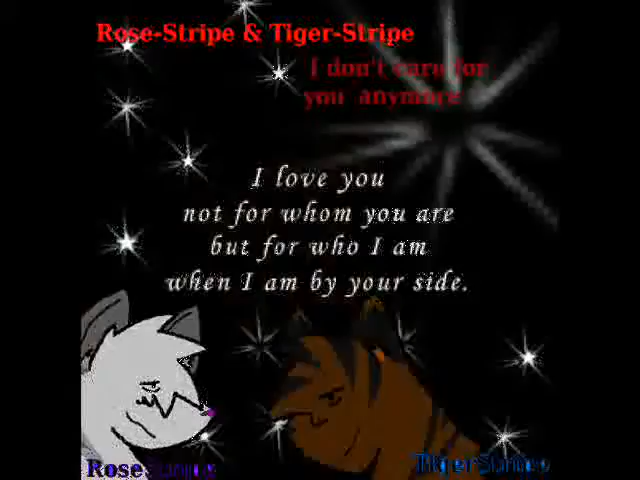 Rose-Stripe & Tiger-Stripe
I don't care for
you anymore
I love you
not for whom you are
but for who I am
when I am by your side.
Rose
TigerStripe